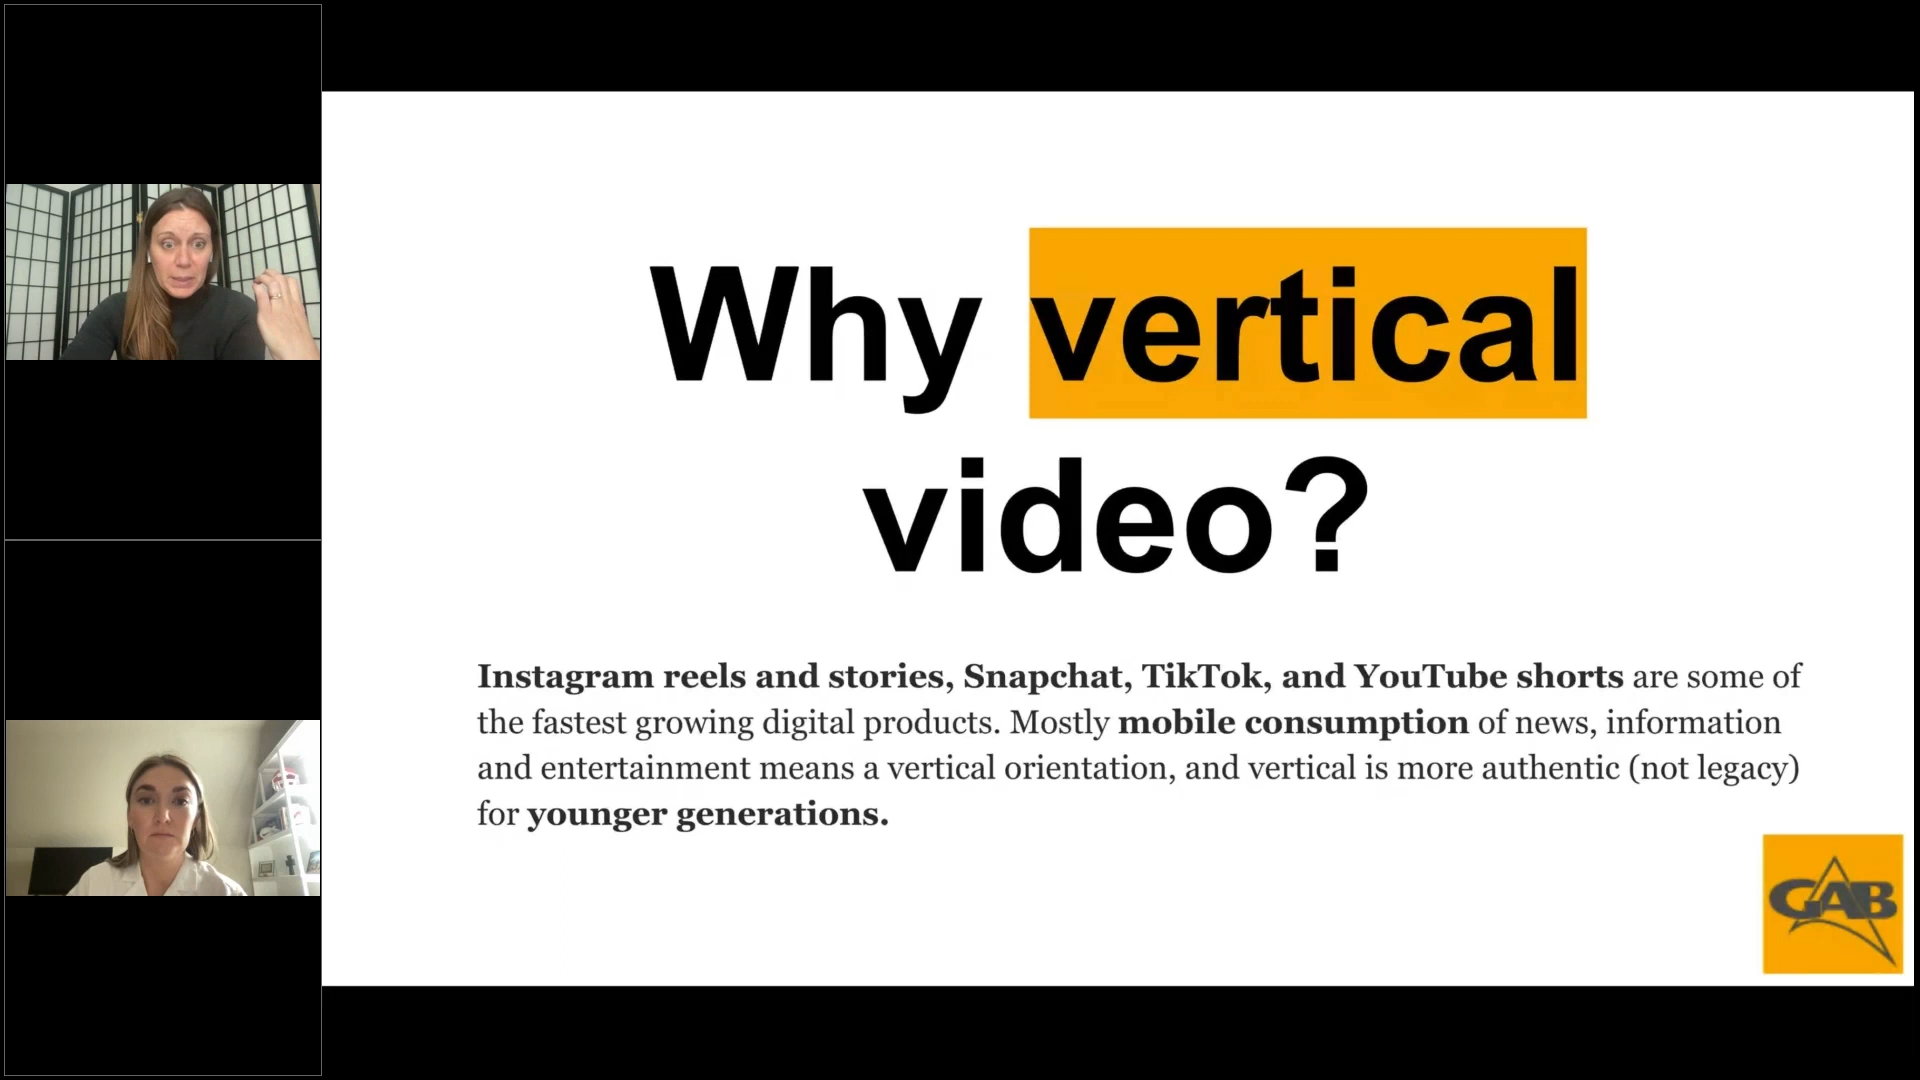 Why vertical
video?
Instagram reels and stories, Snapchat, TikTok, and YouTube shorts are some of
the fastest growing digital products. Mostly mobile consumption of news, information
and entertainment means a vertical orientation, and vertical is more authentic (not legacy)
for younger generations.
GAB